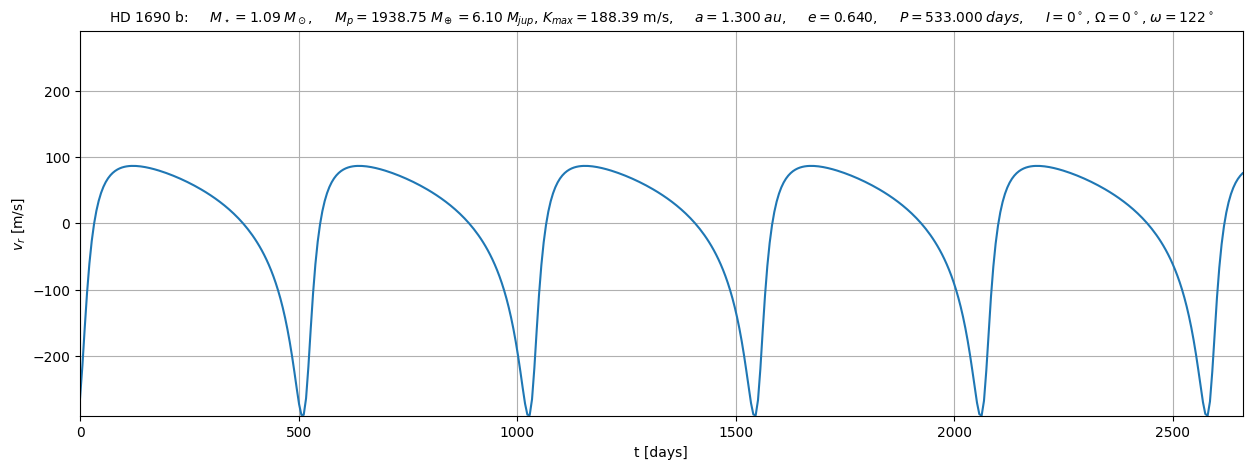 HD 1690 b: M⋆ = 1.09 M⊙, Mp = 1938.75 M⊕ = 6.10 Mjup, Kmax = 188.39 m/s, a = 1.300 au, e = 0.640, P = 533.000 days, I = 0°, Ω = 0°, ω = 122°
200
100
0
−100
−200
vr [m/s]
0 500 1000 1500 2000 2500
t [days]